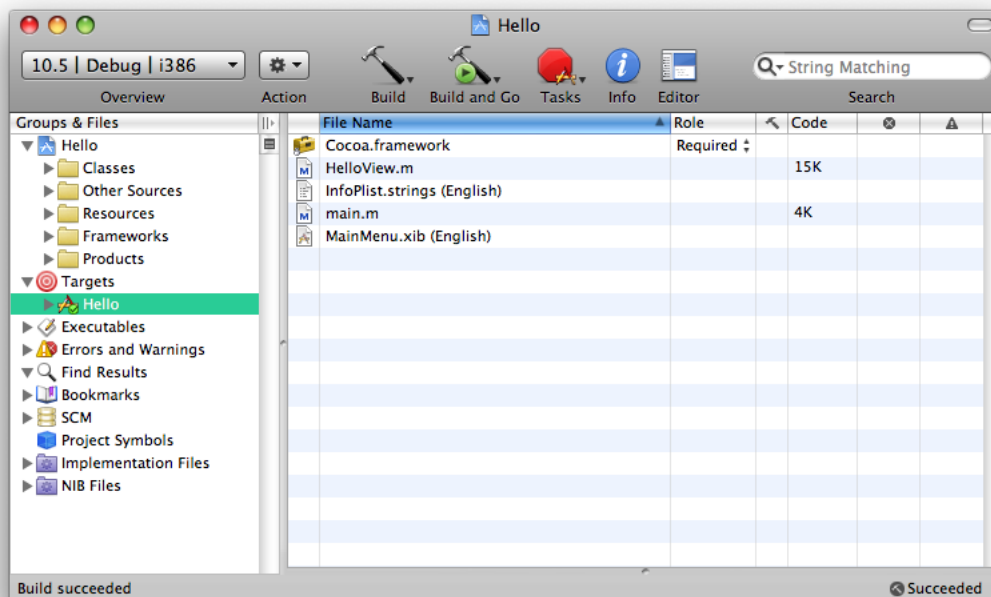 Hello
10.5 | Debug | i386
Overview
Action
Build
Build and Go
Tasks
Info
Editor
String Matching
Search
Groups & Files
Hello
Classes
Other Sources
Resources
Frameworks
Products
Targets
Hello
Executables
Errors and Warnings
Find Results
Bookmarks
SCM
Project Symbols
Implementation Files
NIB Files
File Name Role Code
Cocoa.framework Required
HelloView.m 15K
InfoPlist.strings (English)
main.m 4K
MainMenu.xib (English)
Build succeeded
Succeeded